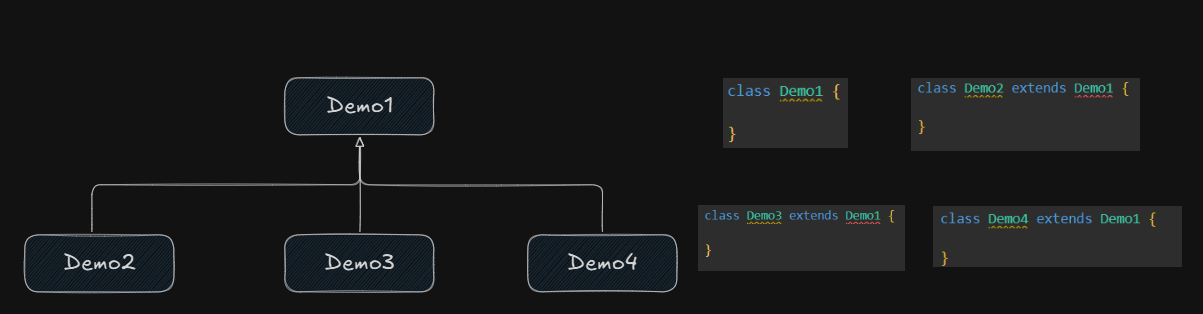 Demo1
Demo2
Demo3
Demo4
class Demo1 {
}
class Demo2 extends Demo1 {
}
class Demo3 extends Demo1 {
}
class Demo4 extends Demo1 {
}